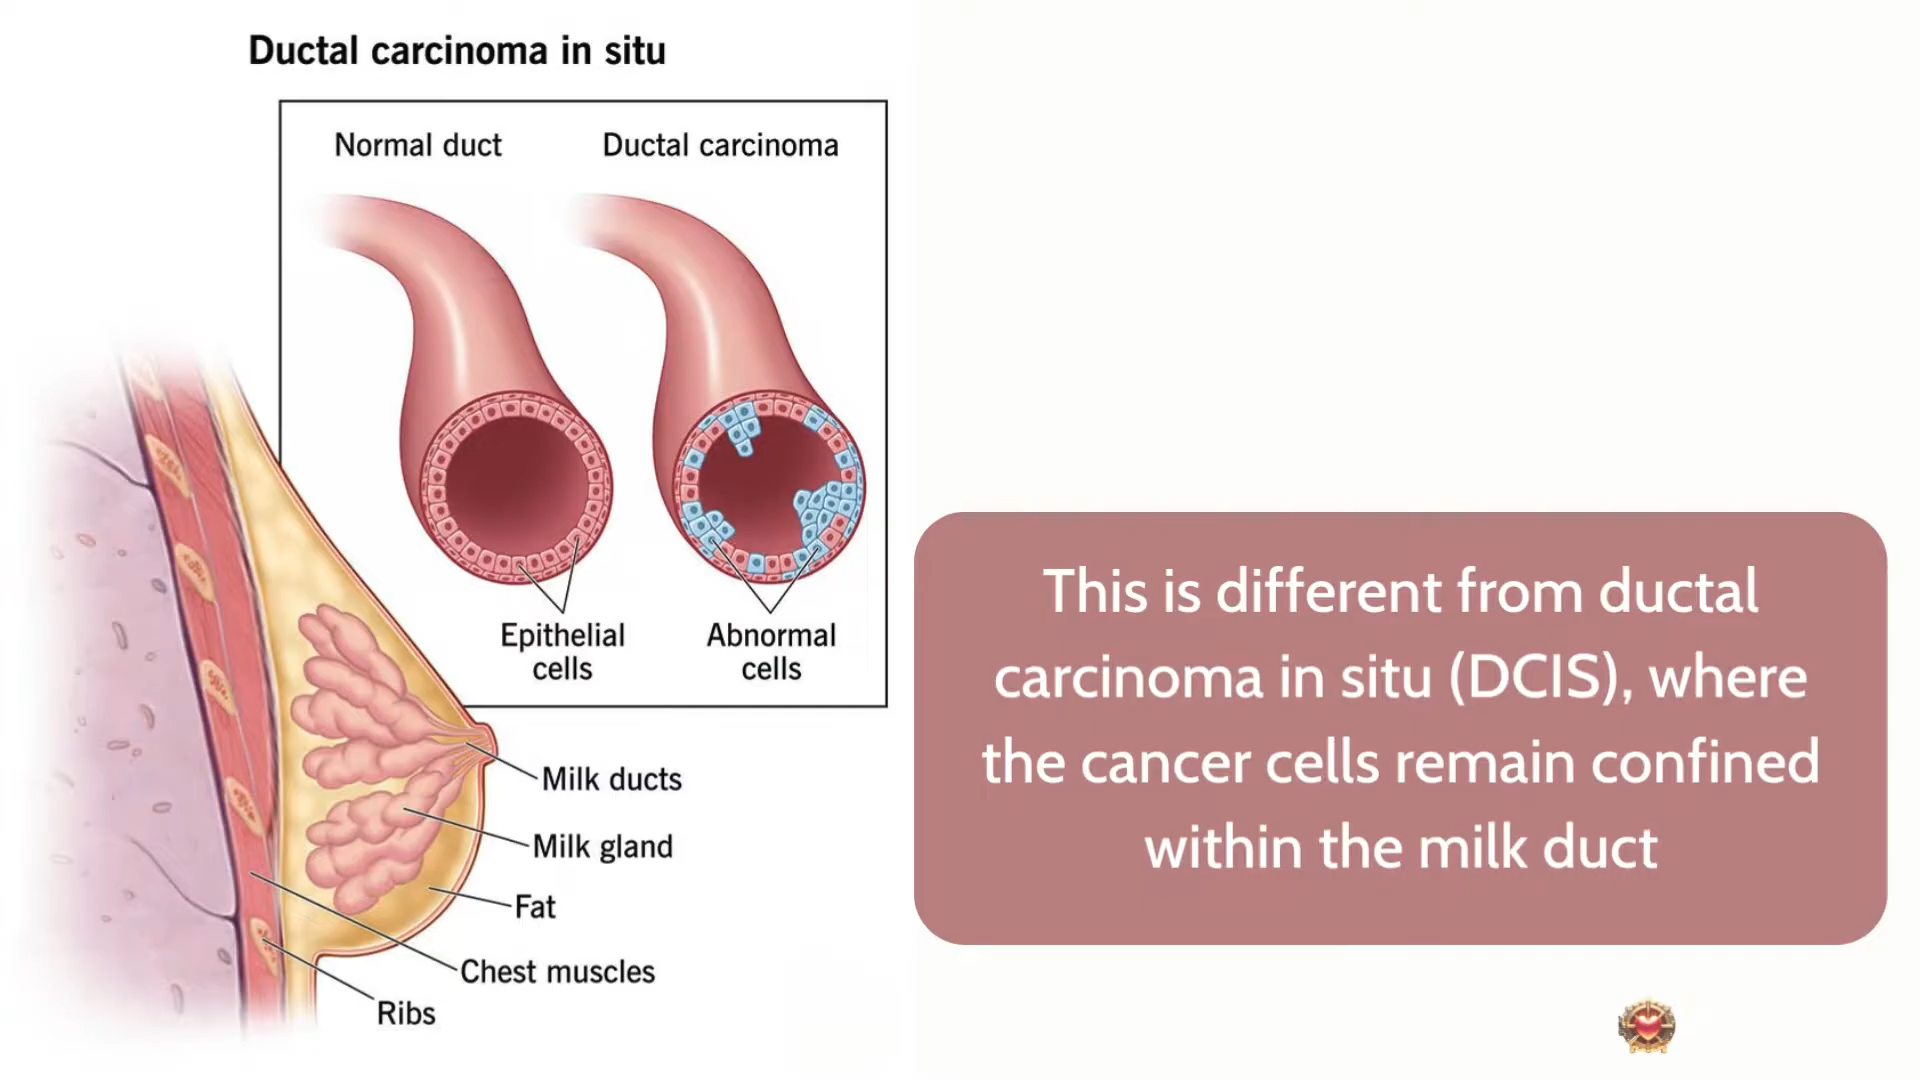 Ductal carcinoma in situ
Normal duct
Ductal carcinoma
Epithelial
cells
Abnormal
cells
Milk ducts
Milk gland
Fat
Chest muscles
Ribs
This is different from ductal
carcinoma in situ (DCIS), where
the cancer cells remain confined
within the milk duct